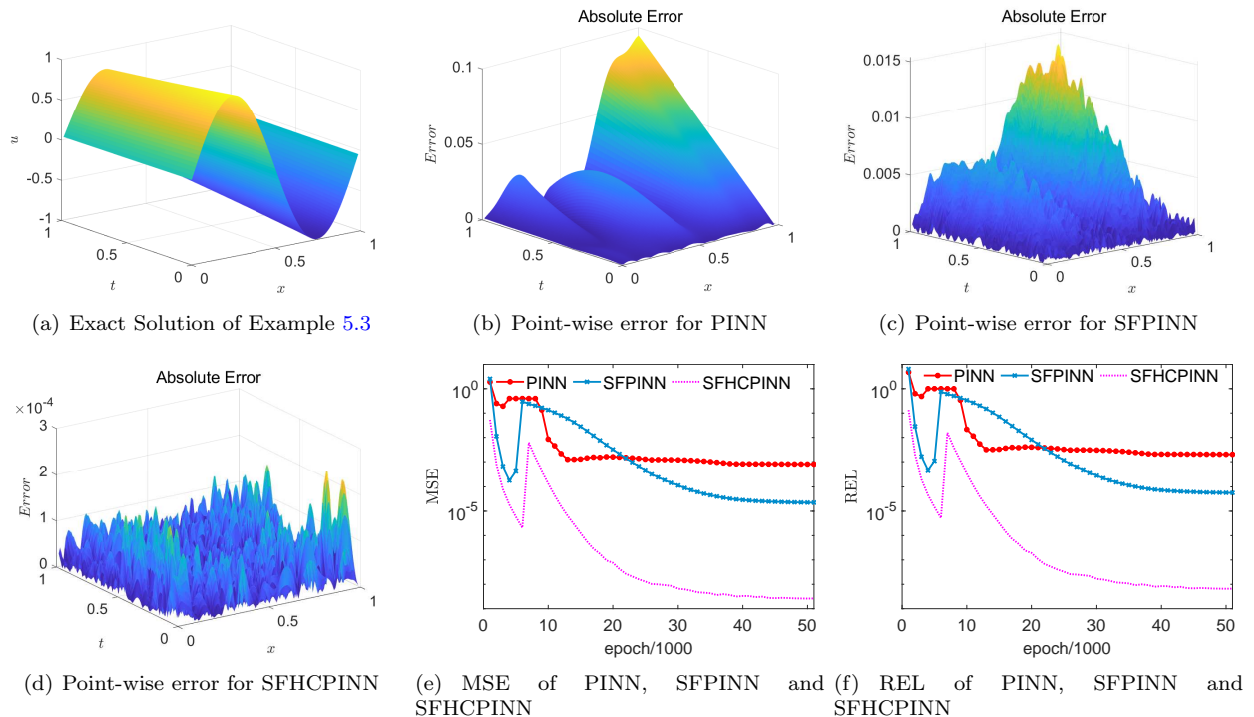 1
0.5
0
-0.5
-1
u
1
0.5
0
t
0
0.5
1
x
(a) Exact Solution of Example 5.3
Absolute Error
0.1
0.05
0
Error
1
0.5
0
t
0
0.5
1
x
(b) Point-wise error for PINN
Absolute Error
0.015
0.01
0.005
0
Error
1
0.5
0
t
0
0.5
1
x
(c) Point-wise error for SFPINN
Absolute Error
×10⁻⁴
3
2
1
0
Error
1
0.5
0
t
0
0.5
1
x
(d) Point-wise error for SFHCPINN
PINN SFPINN SFHCPINN
10⁰
10⁻⁵
MSE
0 10 20 30 40 50
epoch/1000
(e) MSE of PINN, SFPINN and
SFHCPINN
PINN SFPINN SFHCPINN
10⁰
10⁻⁵
REL
0 10 20 30 40 50
epoch/1000
(f) REL of PINN, SFPINN and
SFHCPINN